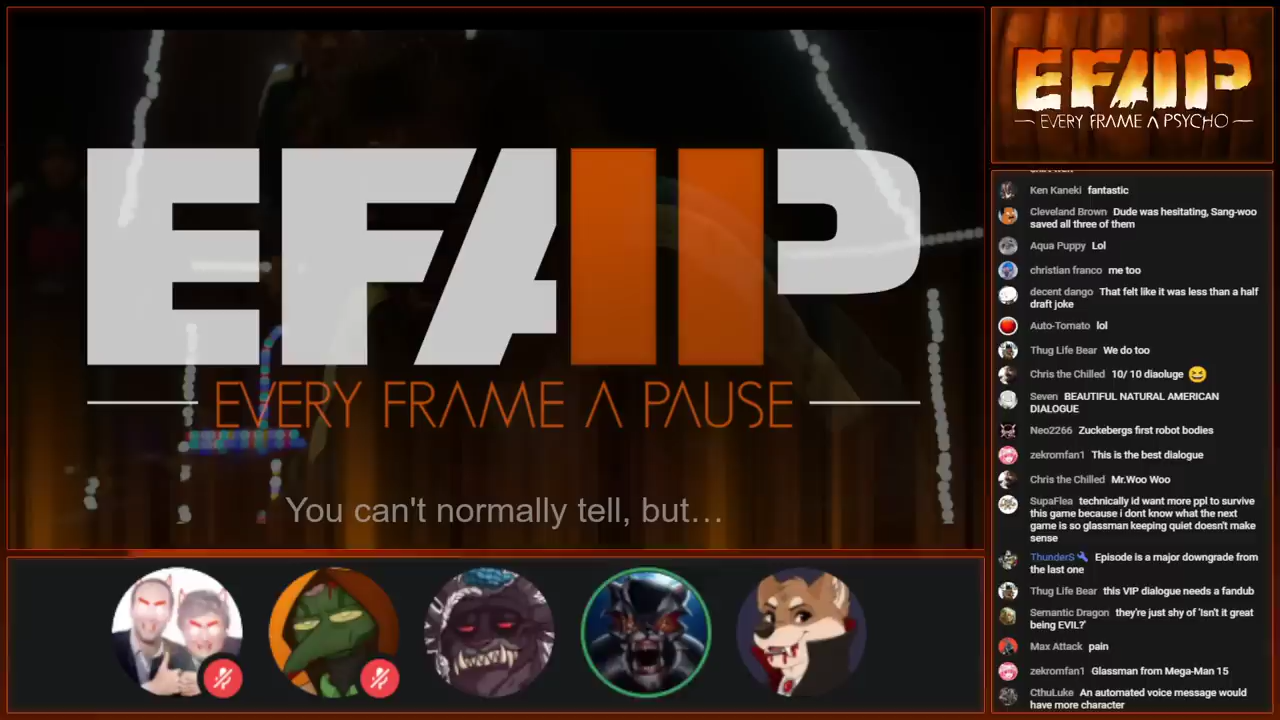 EFAP
EVERY FRAME A PAUSE
You can't normally tell, but…
EFAP
EVERY FRAME A PSYCHO
Ken Kaneki fantastic
Cleveland Brown Dude was hesitating, Sang-woo
saved all three of them
Aqua Puppy Lol
christian franco me too
decent dango That felt like it was less than a half
draft joke
Auto-Tomato lol
Thug Life Bear We do too
Chris the Chilled 10/ 10 diaoluge 😆
Seven BEAUTIFUL NATURAL AMERICAN
DIALOGUE
Neo2266 Zuckebergs first robot bodies
zekromfan1 This is the best dialogue
Chris the Chilled Mr.Woo Woo
SupaFlea technically id want more ppl to survive
this game because i dont know what the next
game is so glassman keeping quiet doesn't make
sense
ThunderS Episode is a major downgrade from
the last one
Thug Life Bear this VIP dialogue needs a fandub
Semantic Dragon they're just shy of 'Isn't it great
being EVIL?'
Max Attack pain
zekromfan1 Glassman from Mega-Man 15
CthuLuke An automated voice message would
have more character